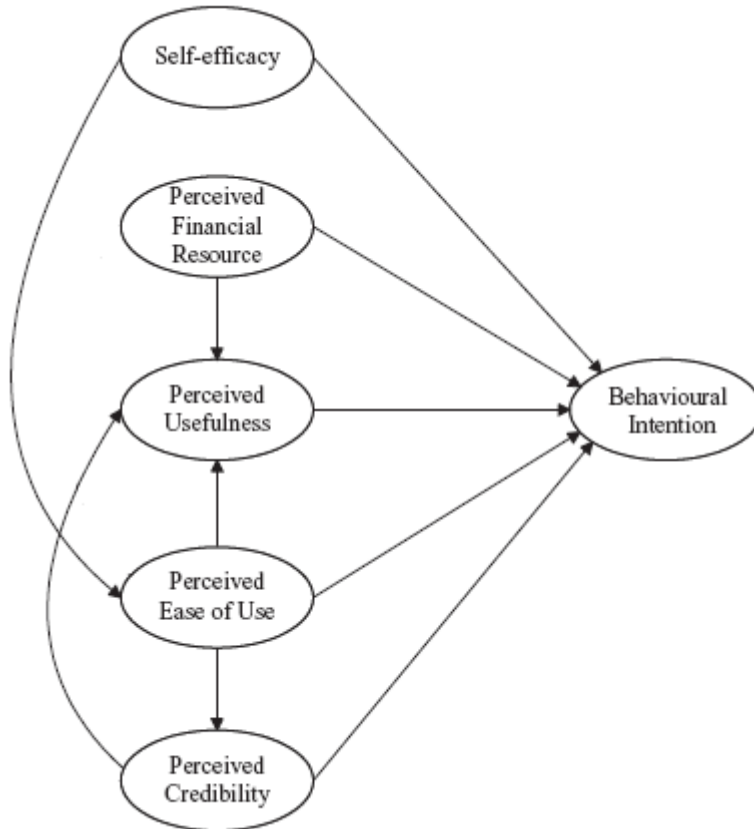 Self-efficacy
Perceived
Financial
Resource
Perceived
Usefulness
Behavioural
Intention
Perceived
Ease of Use
Perceived
Credibility